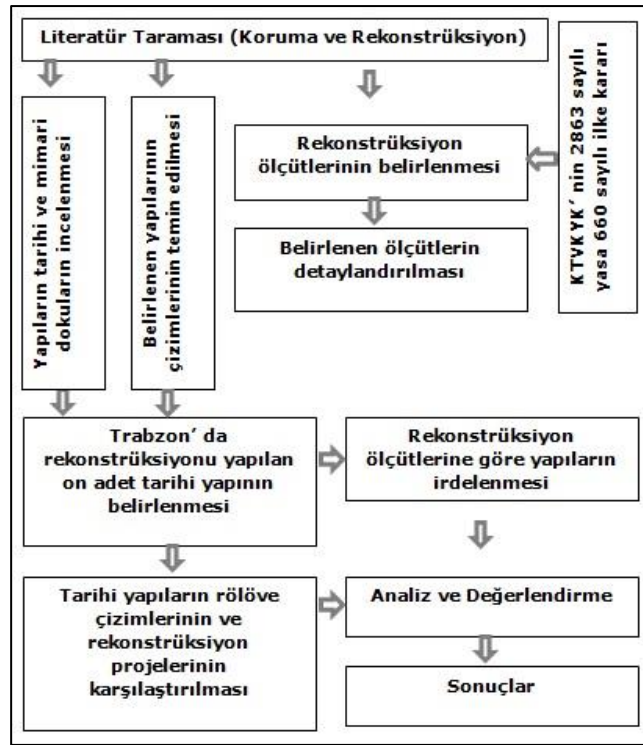 Literatür Taraması (Koruma ve Rekonstrüksiyon)
Yapıların tarihi ve mimari
dokuların incelenmesi
Belirlenen yapılarının
çizimlerinin temin edilmesi
Rekonstrüksiyon
ölçütlerinin belirlenmesi
KTVKYK´ nin 2863 sayılı
yasa 660 sayılı ilke kararı
Belirlenen ölçütlerin
detaylandırılması
Trabzon´ da
rekonstrüksiyonu yapılan
on adet tarihi yapının
belirlenmesi
Rekonstrüksiyon
ölçütlerine göre yapıların
irdelenmesi
Tarihi yapıların rölöve
çizimlerinin ve
rekonstrüksiyon
projelerinin
karşılaştırılması
Analiz ve Değerlendirme
Sonuçlar